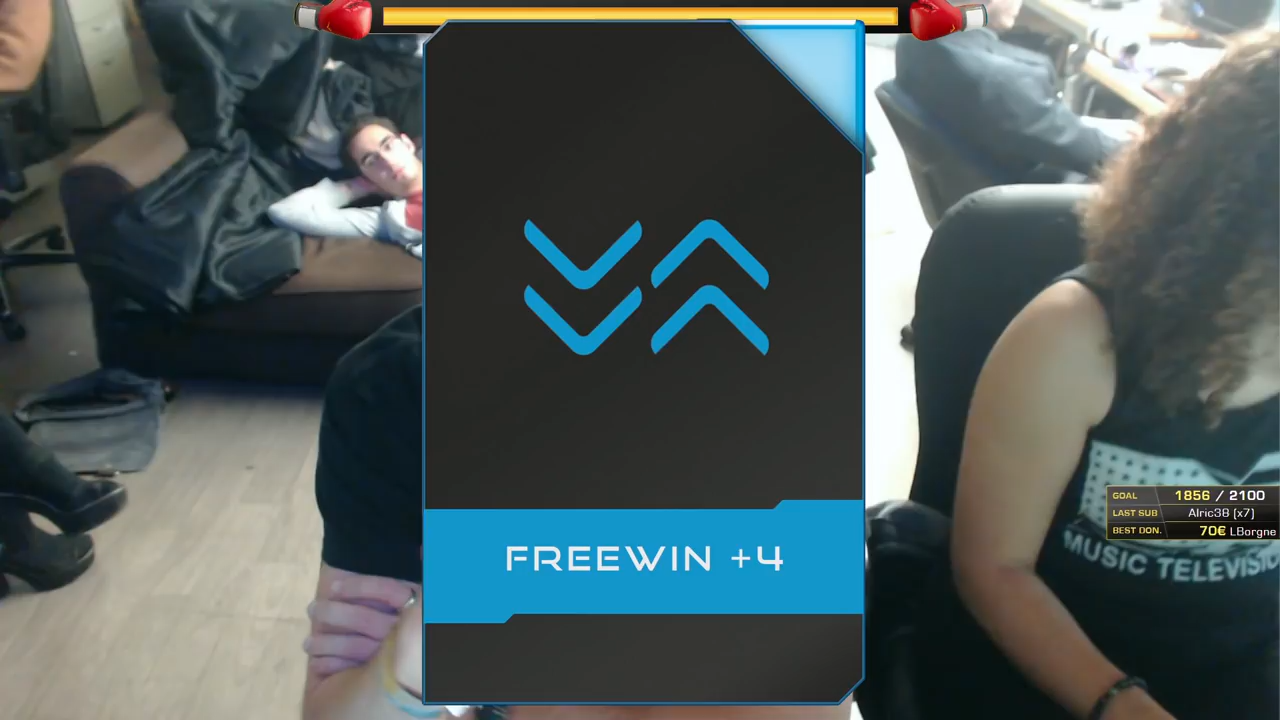 FREEWIN +4
GOAL 1856 / 2100
LAST SUB Alric38 (x7)
BEST DON. 70€ LBorgne
MUSIC TELEVISIO